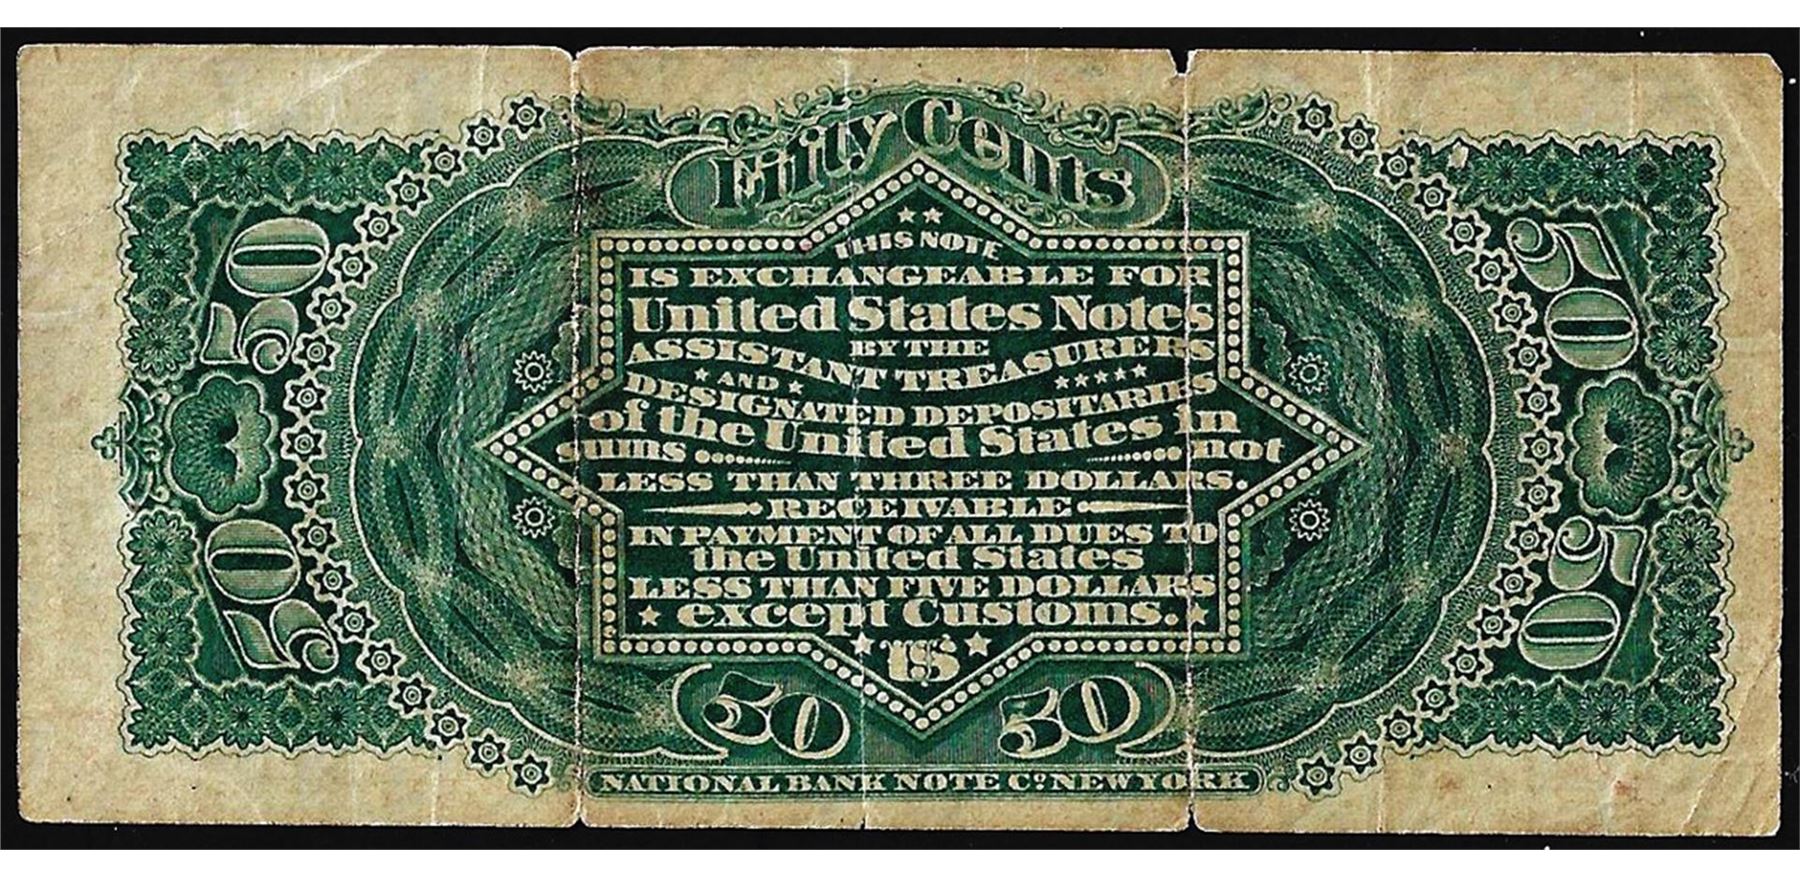 Fifty Cents
50
50
THIS NOTE
IS EXCHANGEABLE FOR
United States Notes
BY THE
ASSISTANT TREASURERS
AND
DESIGNATED DEPOSITARIES
of the United States in
sums not
LESS THAN THREE DOLLARS.
RECEIVABLE
IN PAYMENT OF ALL DUES TO
the United States
LESS THAN FIVE DOLLARS
except Customs.
US
50
50
50 50
NATIONAL BANK NOTE Cº. NEW YORK